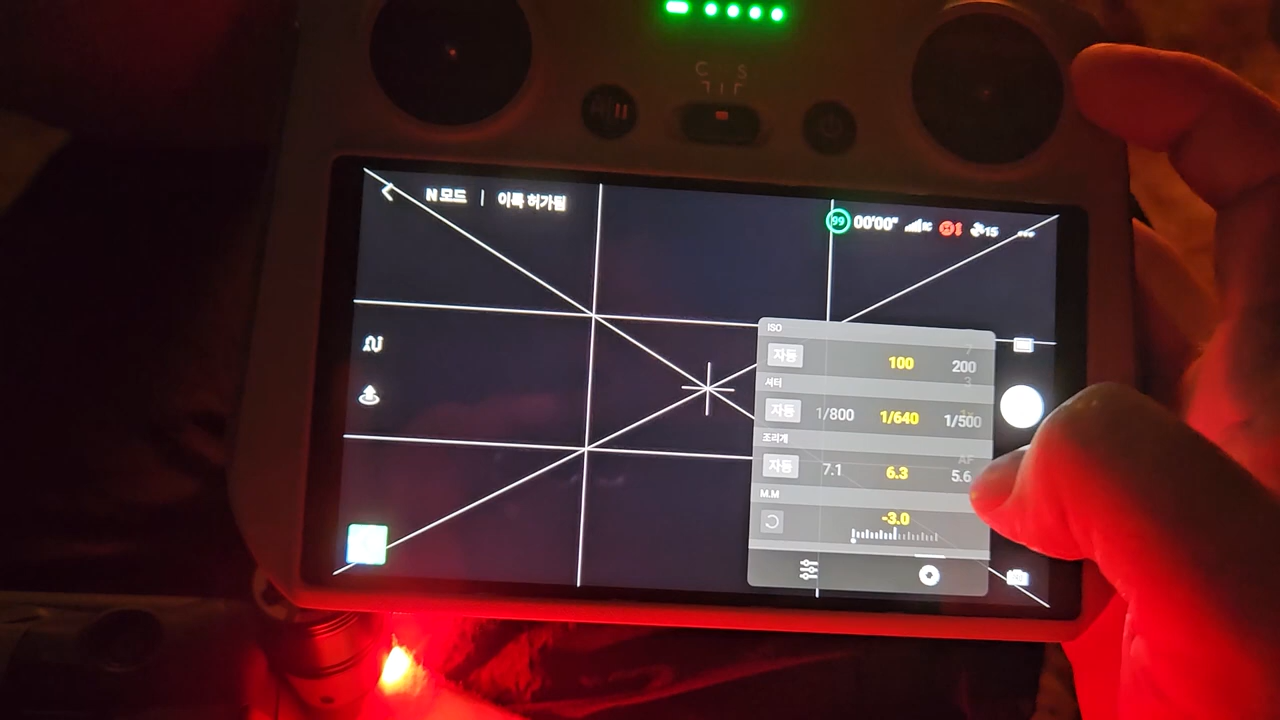 C S
N 모드 | 이륙 허가됨
99 00'00" RC 15 ...
ISO
자동 100 200
셔터
자동 1/800 1/640 1/500
조리개
자동 7.1 6.3 5.6
AF
M.M
-3.0